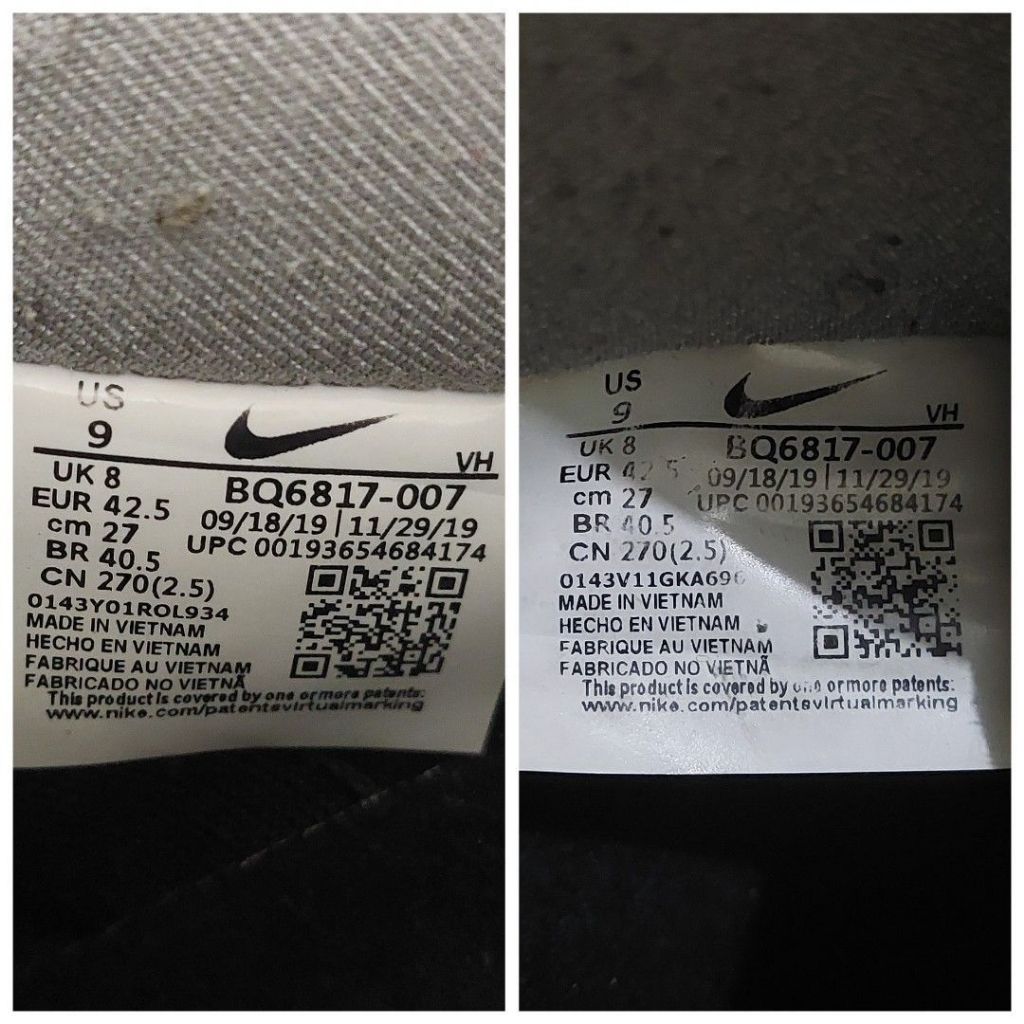 US
9
VH
UK 8
BQ6817-007
EUR 42.5
09/18/19 | 11/29/19
cm 27
UPC 00193654684174
BR 40.5
CN 270(2.5)
0143Y01ROL934
MADE IN VIETNAM
HECHO EN VIETNAM
FABRIQUE AU VIETNAM
FABRICADO NO VIETNÃ
This product is covered by one or more patents:
www.nike.com/patentsvirtualmarking
US
9
VH
UK 8
BQ6817-007
EUR 42.5
09/18/19 | 11/29/19
cm 27
UPC 00193654684174
BR 40.5
CN 270(2.5)
0143V11GKA696
MADE IN VIETNAM
HECHO EN VIETNAM
FABRIQUE AU VIETNAM
FABRICADO NO VIETNÃ
This product is covered by one or more patents:
www.nike.com/patentsvirtualmarking